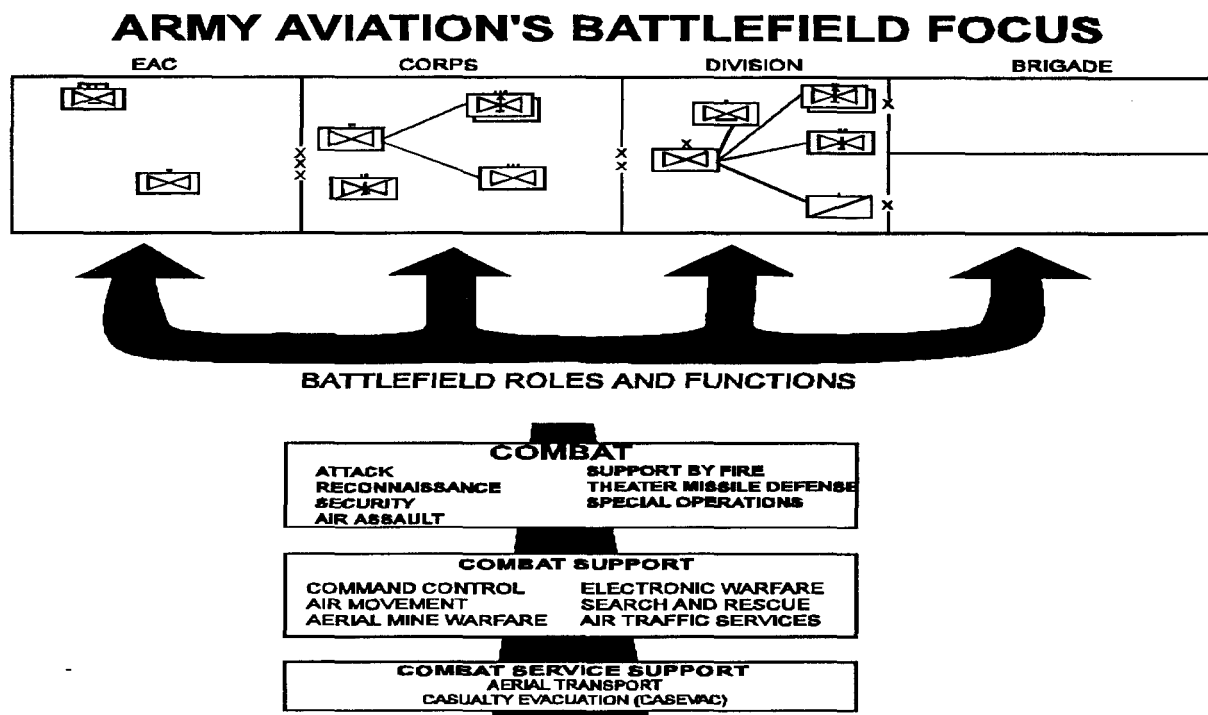 ARMY AVIATION'S BATTLEFIELD FOCUS
EAC CORPS DIVISION BRIGADE
X
X
X
X
X
X
X
X
BATTLEFIELD ROLES AND FUNCTIONS
COMBAT
ATTACK SUPPORT BY FIRE
RECONNAISSANCE THEATER MISSILE DEFENSE
SECURITY SPECIAL OPERATIONS
AIR ASSAULT
COMBAT SUPPORT
COMMAND CONTROL ELECTRONIC WARFARE
AIR MOVEMENT SEARCH AND RESCUE
AERIAL MINE WARFARE AIR TRAFFIC SERVICES
COMBAT SERVICE SUPPORT
AERIAL TRANSPORT
CASUALTY EVACUATION (CASEVAC)